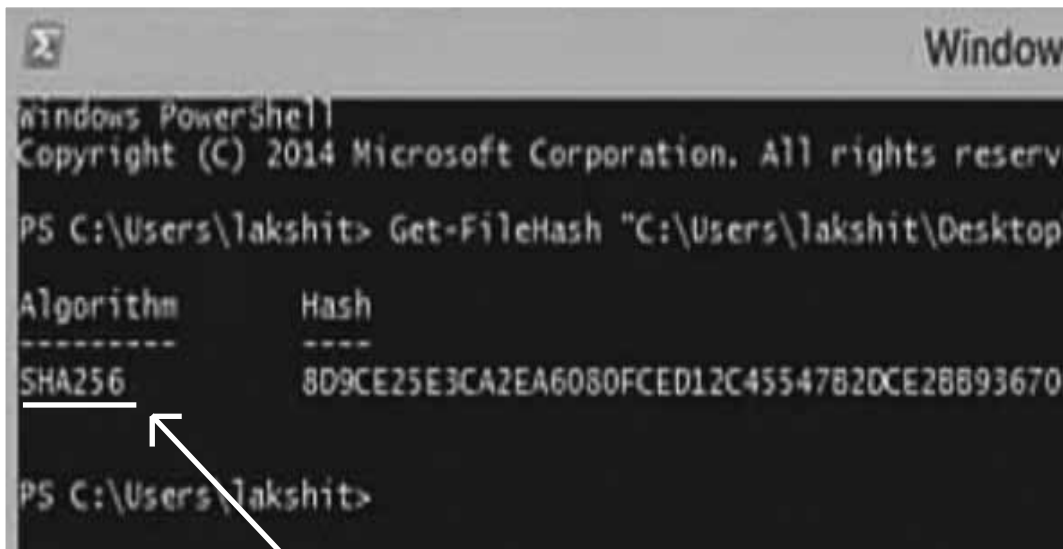 Window
Windows PowerShell
Copyright (C) 2014 Microsoft Corporation. All rights reserv
PS C:\Users\lakshit> Get-FileHash "C:\Users\lakshit\Desktop
Algorithm Hash
--------- ----
SHA256 8D9CE25E3CA2EA6080FCED12C4554782DCE28B93670
PS C:\Users\lakshit>